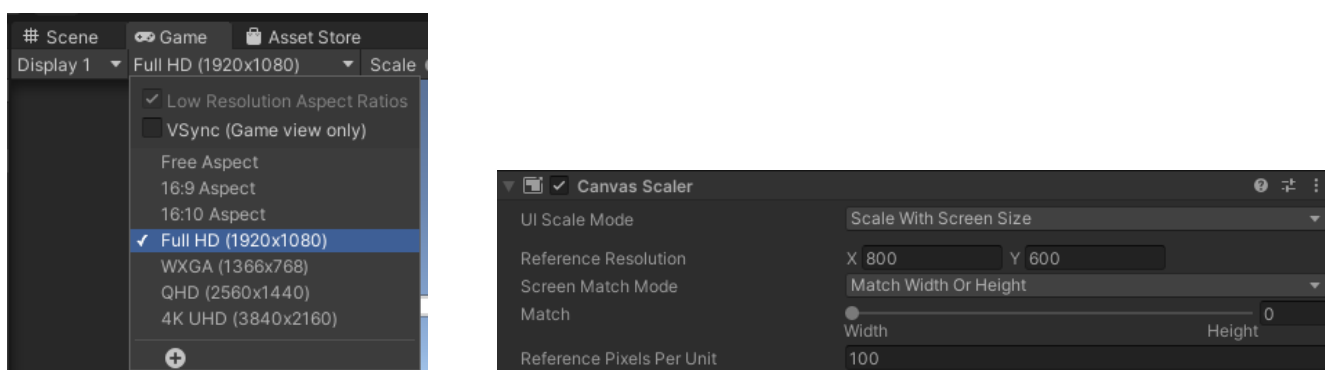 Scene Game Asset Store
Display 1 Full HD (1920x1080) Scale
Low Resolution Aspect Ratios
VSync (Game view only)
Free Aspect
16:9 Aspect
16:10 Aspect
Full HD (1920x1080)
WXGA (1366x768)
QHD (2560x1440)
4K UHD (3840x2160)
Canvas Scaler
UI Scale Mode Scale With Screen Size
Reference Resolution X 800 Y 600
Screen Match Mode Match Width Or Height
Match 0
Width Height
Reference Pixels Per Unit 100